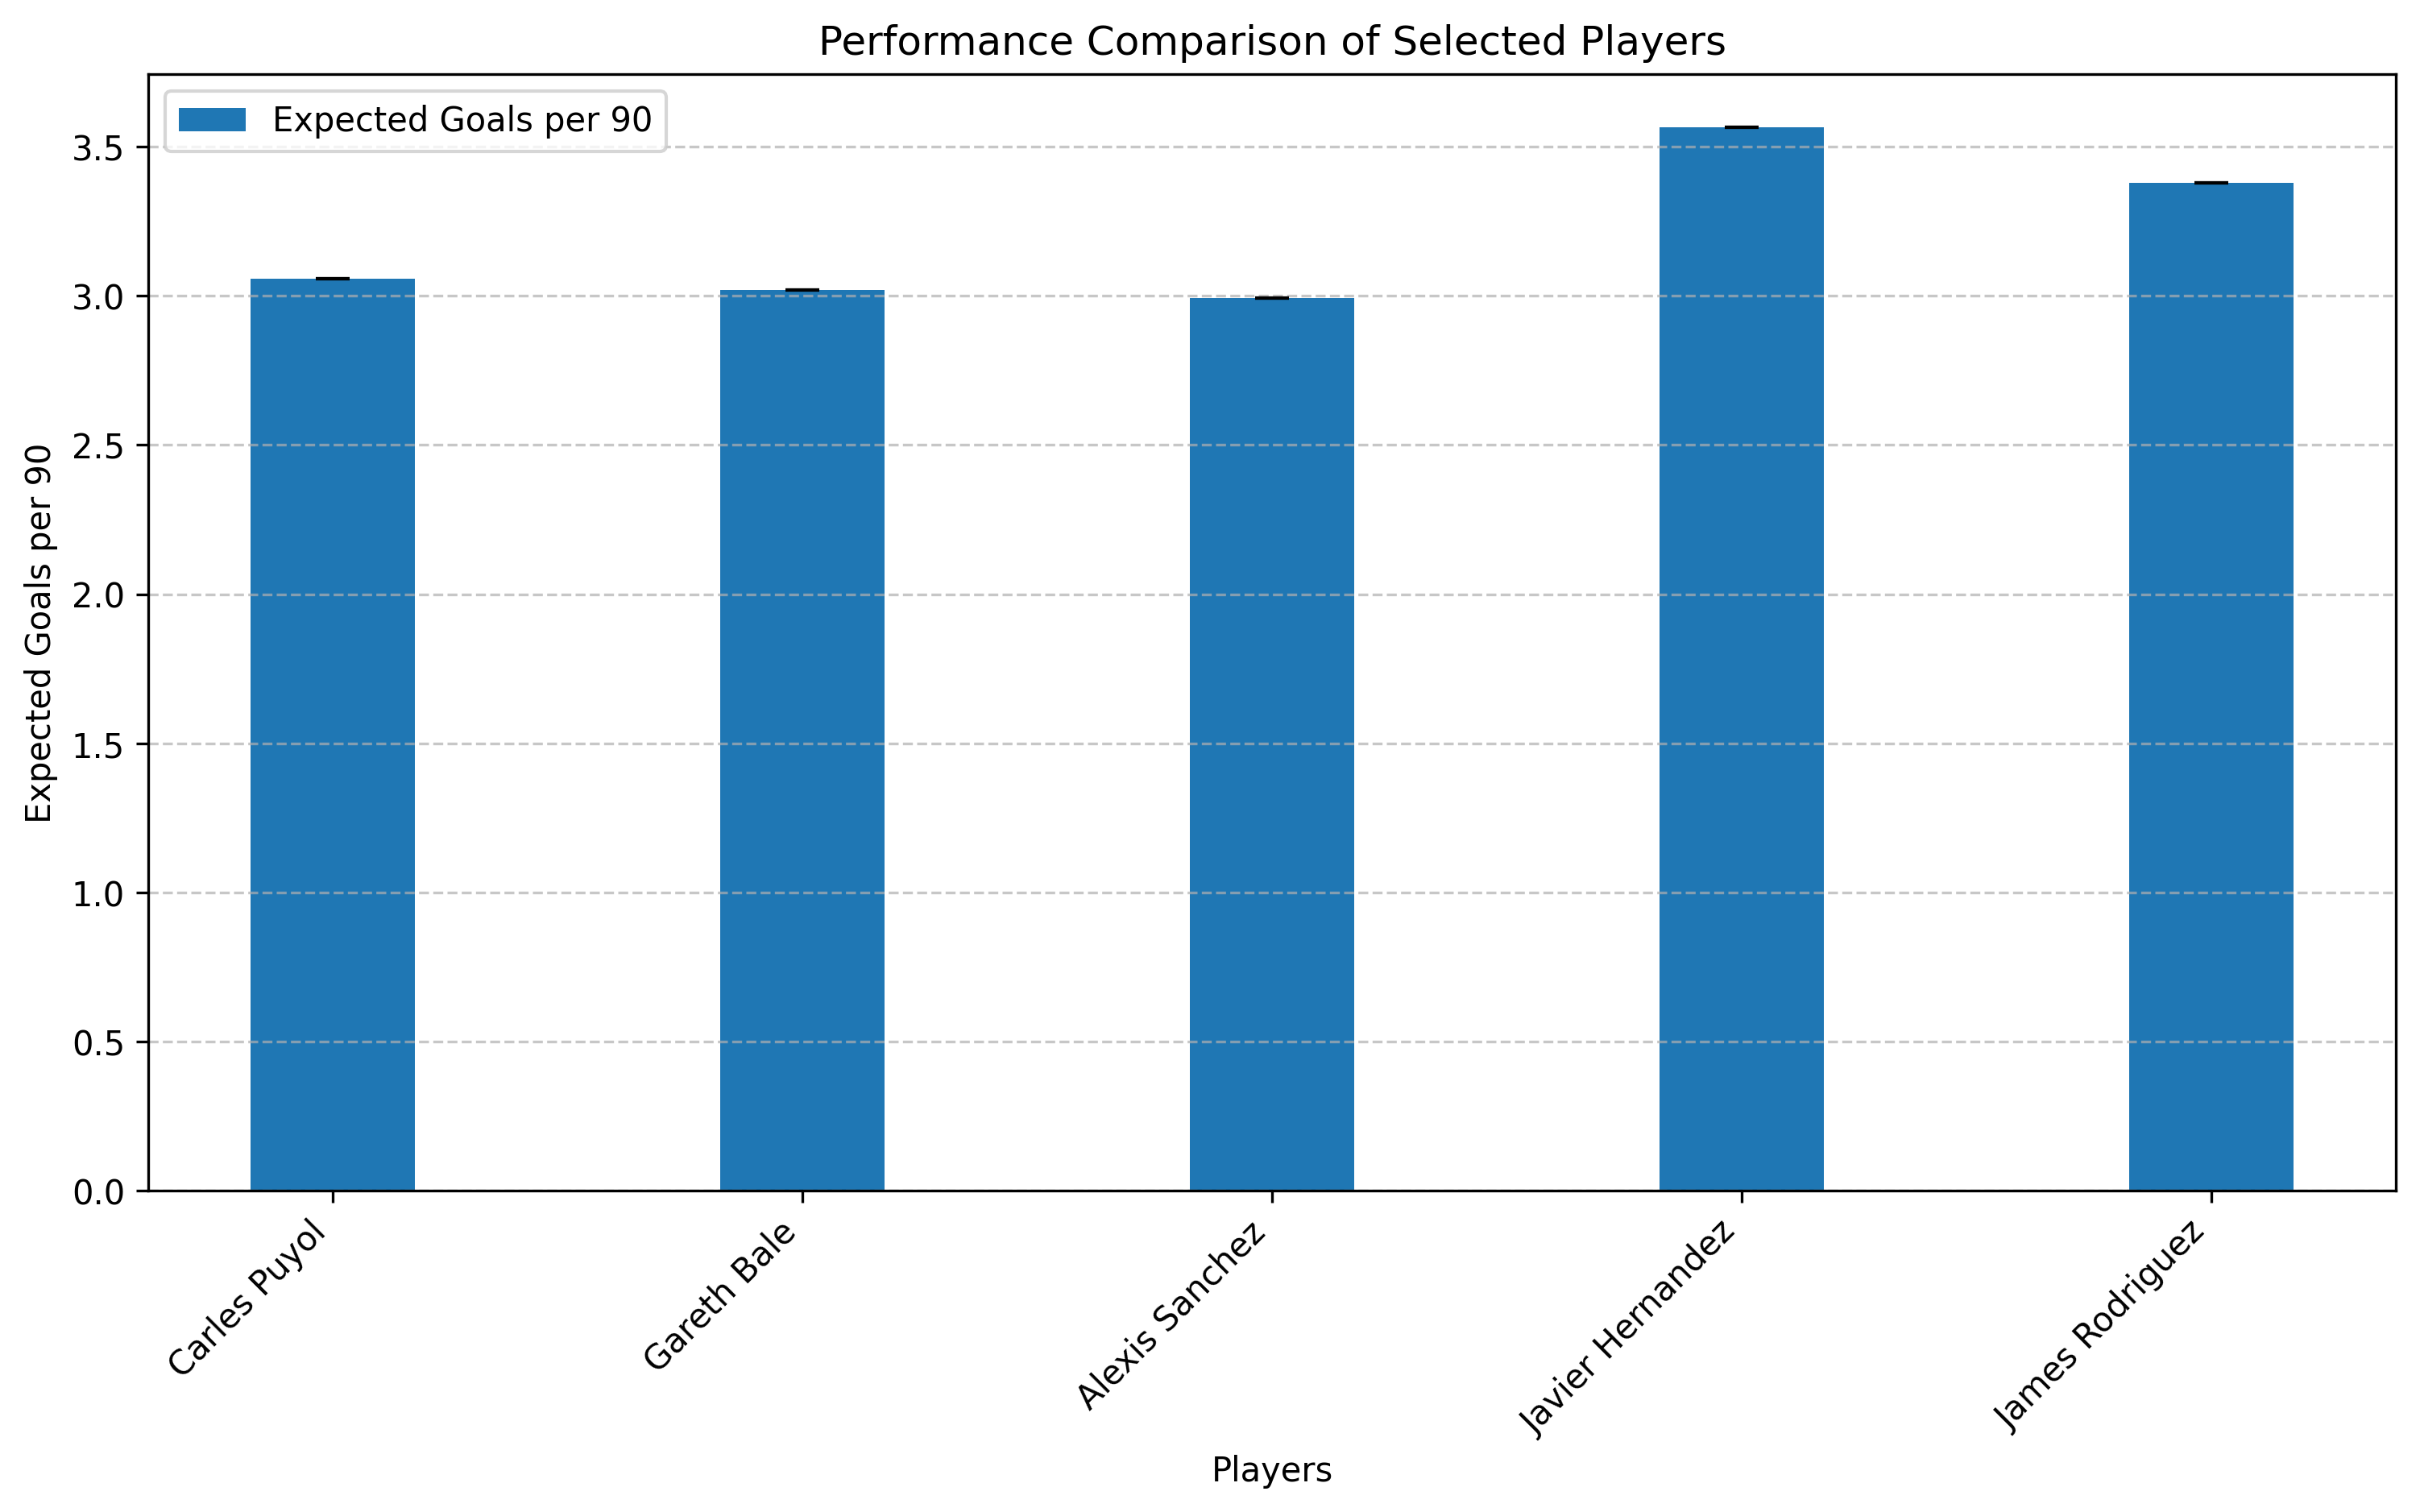 Performance Comparison of Selected Players
Expected Goals per 90
Expected Goals per 90
3.5
3.0
2.5
2.0
1.5
1.0
0.5
0.0
Carles Puyol
Gareth Bale
Alexis Sanchez
Javier Hernandez
James Rodriguez
Players